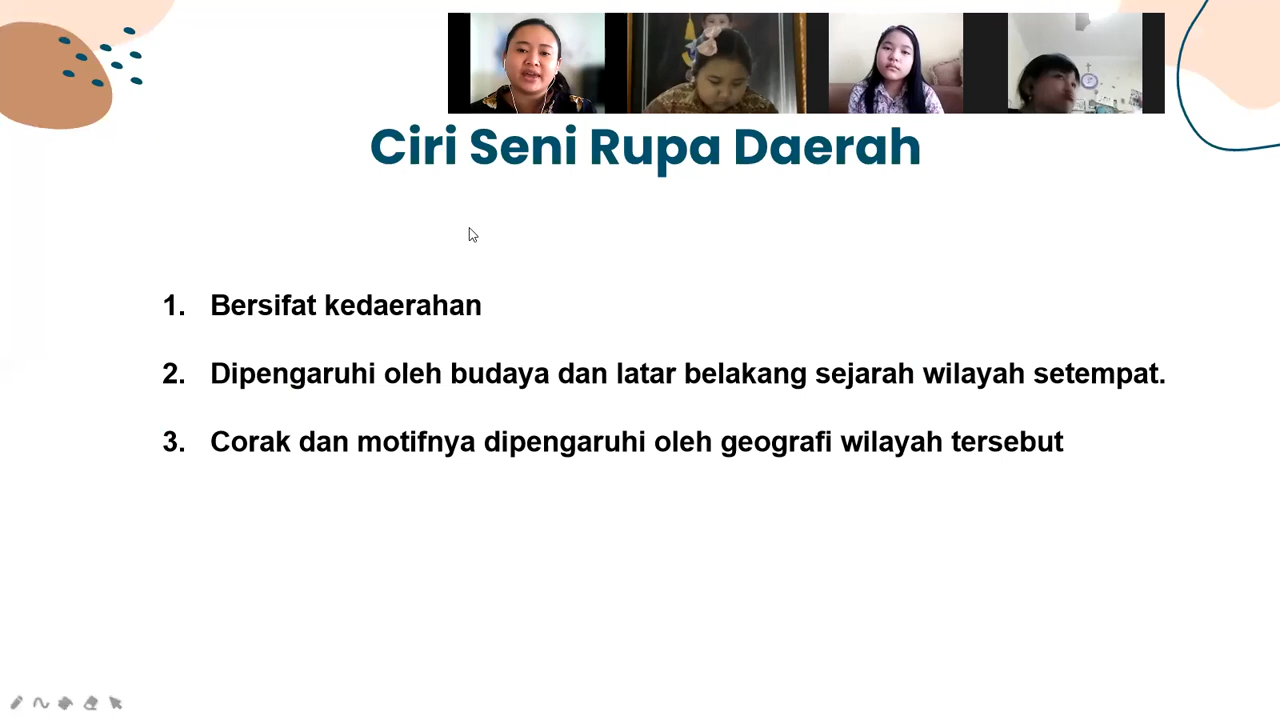 Ciri Seni Rupa Daerah
1. Bersifat kedaerahan
2. Dipengaruhi oleh budaya dan latar belakang sejarah wilayah setempat.
3. Corak dan motifnya dipengaruhi oleh geografi wilayah tersebut